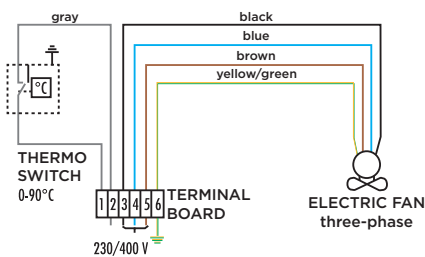 gray
black
blue
brown
yellow/green
°C
THERMO
SWITCH
0-90°C
1 2 3 4 5 6
TERMINAL
BOARD
230/400 V
ELECTRIC FAN
three-phase